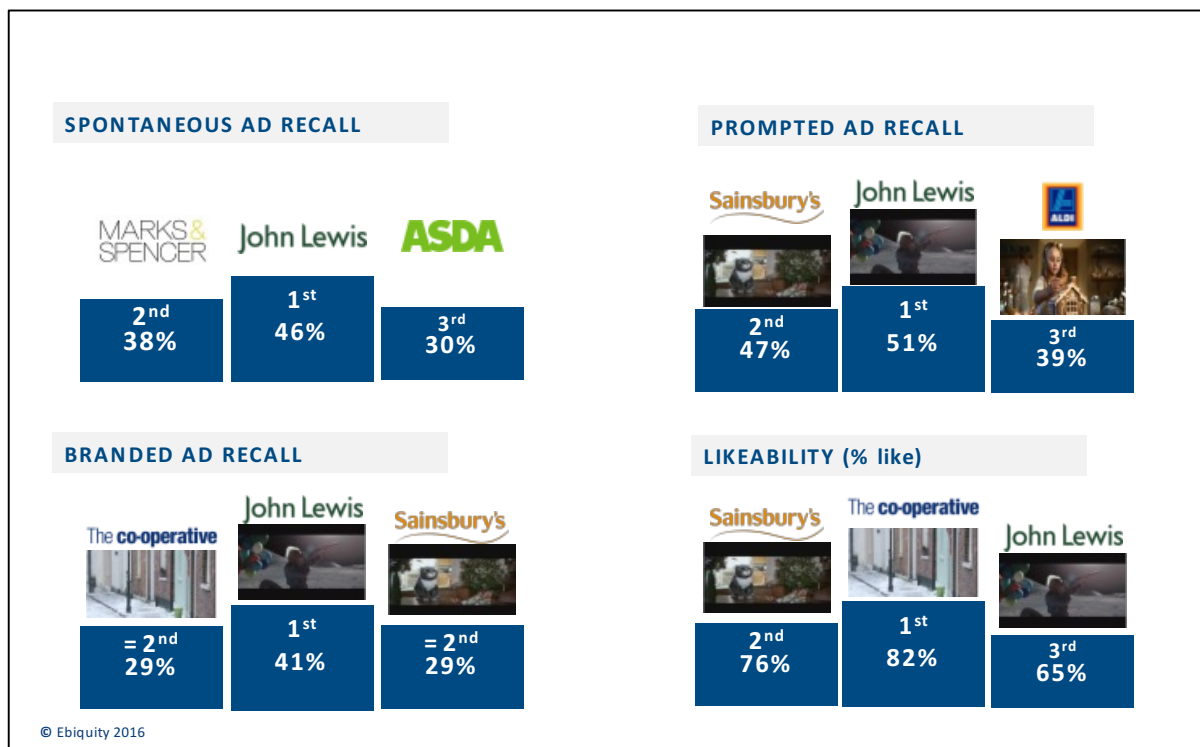 SPONTANEOUS AD RECALL
MARKS&
SPENCER
John Lewis
ASDA
2nd
38%
1st
46%
3rd
30%
PROMPTED AD RECALL
Sainsbury's
John Lewis
ALDI
2nd
47%
1st
51%
3rd
39%
BRANDED AD RECALL
The co-operative
John Lewis
Sainsbury's
= 2nd
29%
1st
41%
= 2nd
29%
LIKEABILITY (% like)
Sainsbury's
The co-operative
John Lewis
2nd
76%
1st
82%
3rd
65%
© Ebiquity 2016